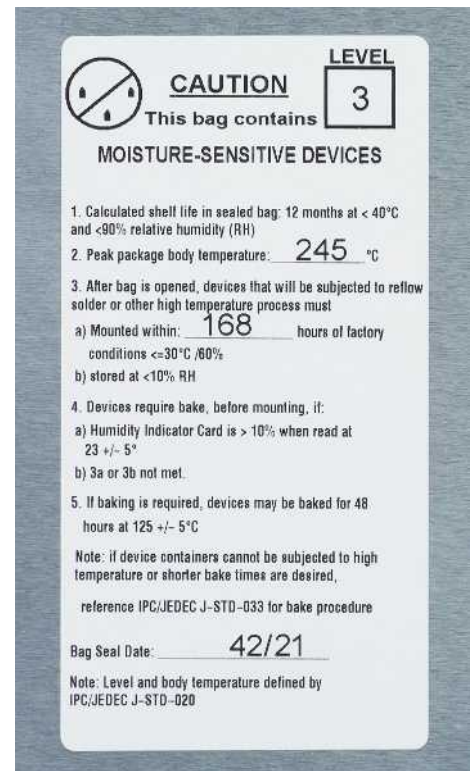 LEVEL
CAUTION
3
This bag contains
MOISTURE-SENSITIVE DEVICES
1. Calculated shelf life in sealed bag: 12 months at < 40°C
and <90% relative humidity (RH)
2. Peak package body temperature: 245 °C
3. After bag is opened, devices that will be subjected to reflow
solder or other high temperature process must
a) Mounted within: 168 hours of factory
conditions <=30°C /60%
b) stored at <10% RH
4. Devices require bake, before mounting, if:
a) Humidity Indicator Card is > 10% when read at
23 +/- 5°
b) 3a or 3b not met.
5. If baking is required, devices may be baked for 48
hours at 125 +/- 5°C
Note: if device containers cannot be subjected to high
temperature or shorter bake times are desired,
reference IPC/JEDEC J-STD-033 for bake procedure
Bag Seal Date: 42/21
Note: Level and body temperature defined by
IPC/JEDEC J-STD-020